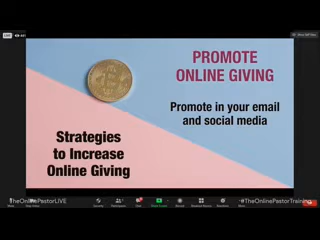 PROMOTE
ONLINE GIVING
Promote in your email
and social media
Strategies
to Increase
Online Giving
TheOnlinePastorLIVE
@TheOnlinePastorTraining